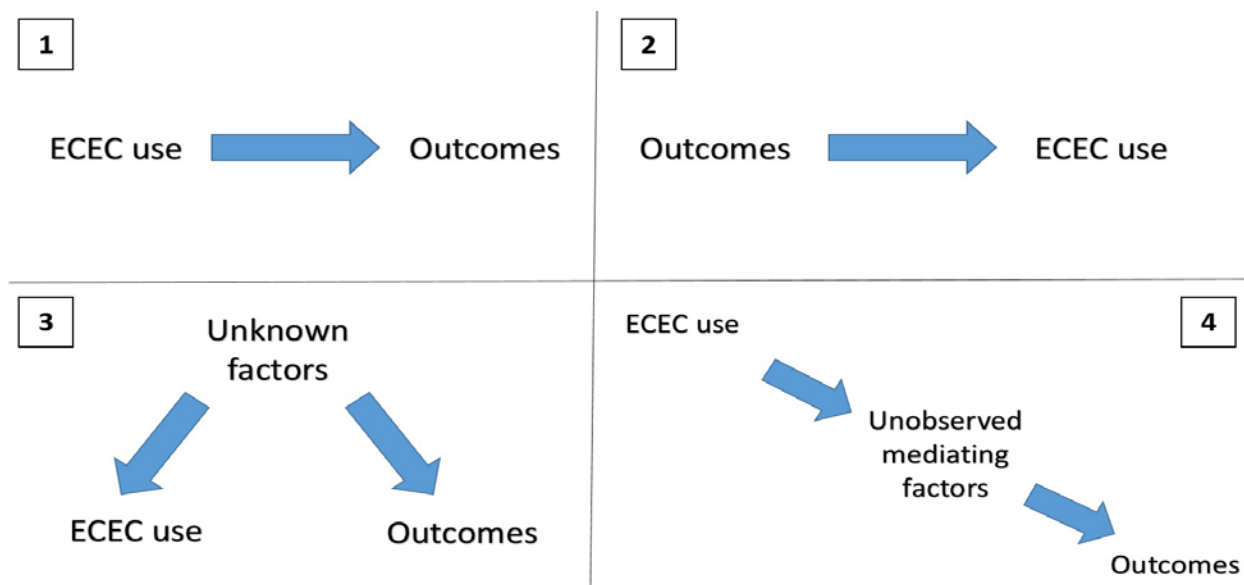 1
ECEC use
Outcomes
2
Outcomes
ECEC use
3
Unknown
factors
ECEC use
Outcomes
4
ECEC use
Unobserved
mediating
factors
Outcomes